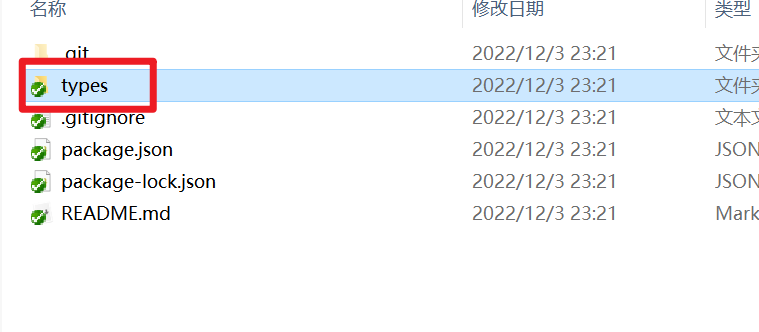 名称 修改日期 类型
.git 2022/12/3 23:21 文件夹
types 2022/12/3 23:21 文件夹
.gitignore 2022/12/3 23:21 文本文
package.json 2022/12/3 23:21 JSON
package-lock.json 2022/12/3 23:21 JSON
README.md 2022/12/3 23:21 Mark